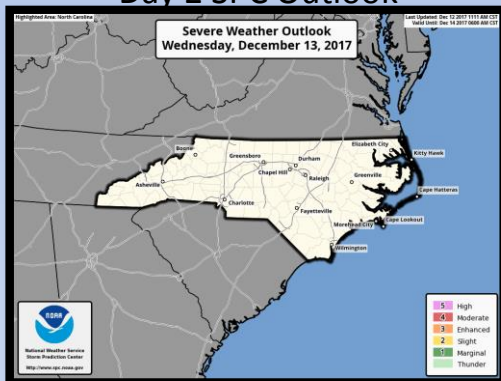 Day 2 SPC Outlook
Highlighted Area: North Carolina
Last Updated: Dec 12 2017 1111 AM CST
Valid Until: Dec 14 2017 0600 AM CST
Severe Weather Outlook
Wednesday, December 13, 2017
Boone
Greensboro
Durham
Elizabeth City
Kitty Hawk
Chapel Hill
Raleigh
Greenville
Asheville
Cape Hatteras
Charlotte
Fayetteville
Morehead City
Cape Lookout
Wilmington
NOAA
National Weather Service
Storm Prediction Center
http://www.spc.noaa.gov
5 High
4 Moderate
3 Enhanced
2 Slight
1 Marginal
Thunder